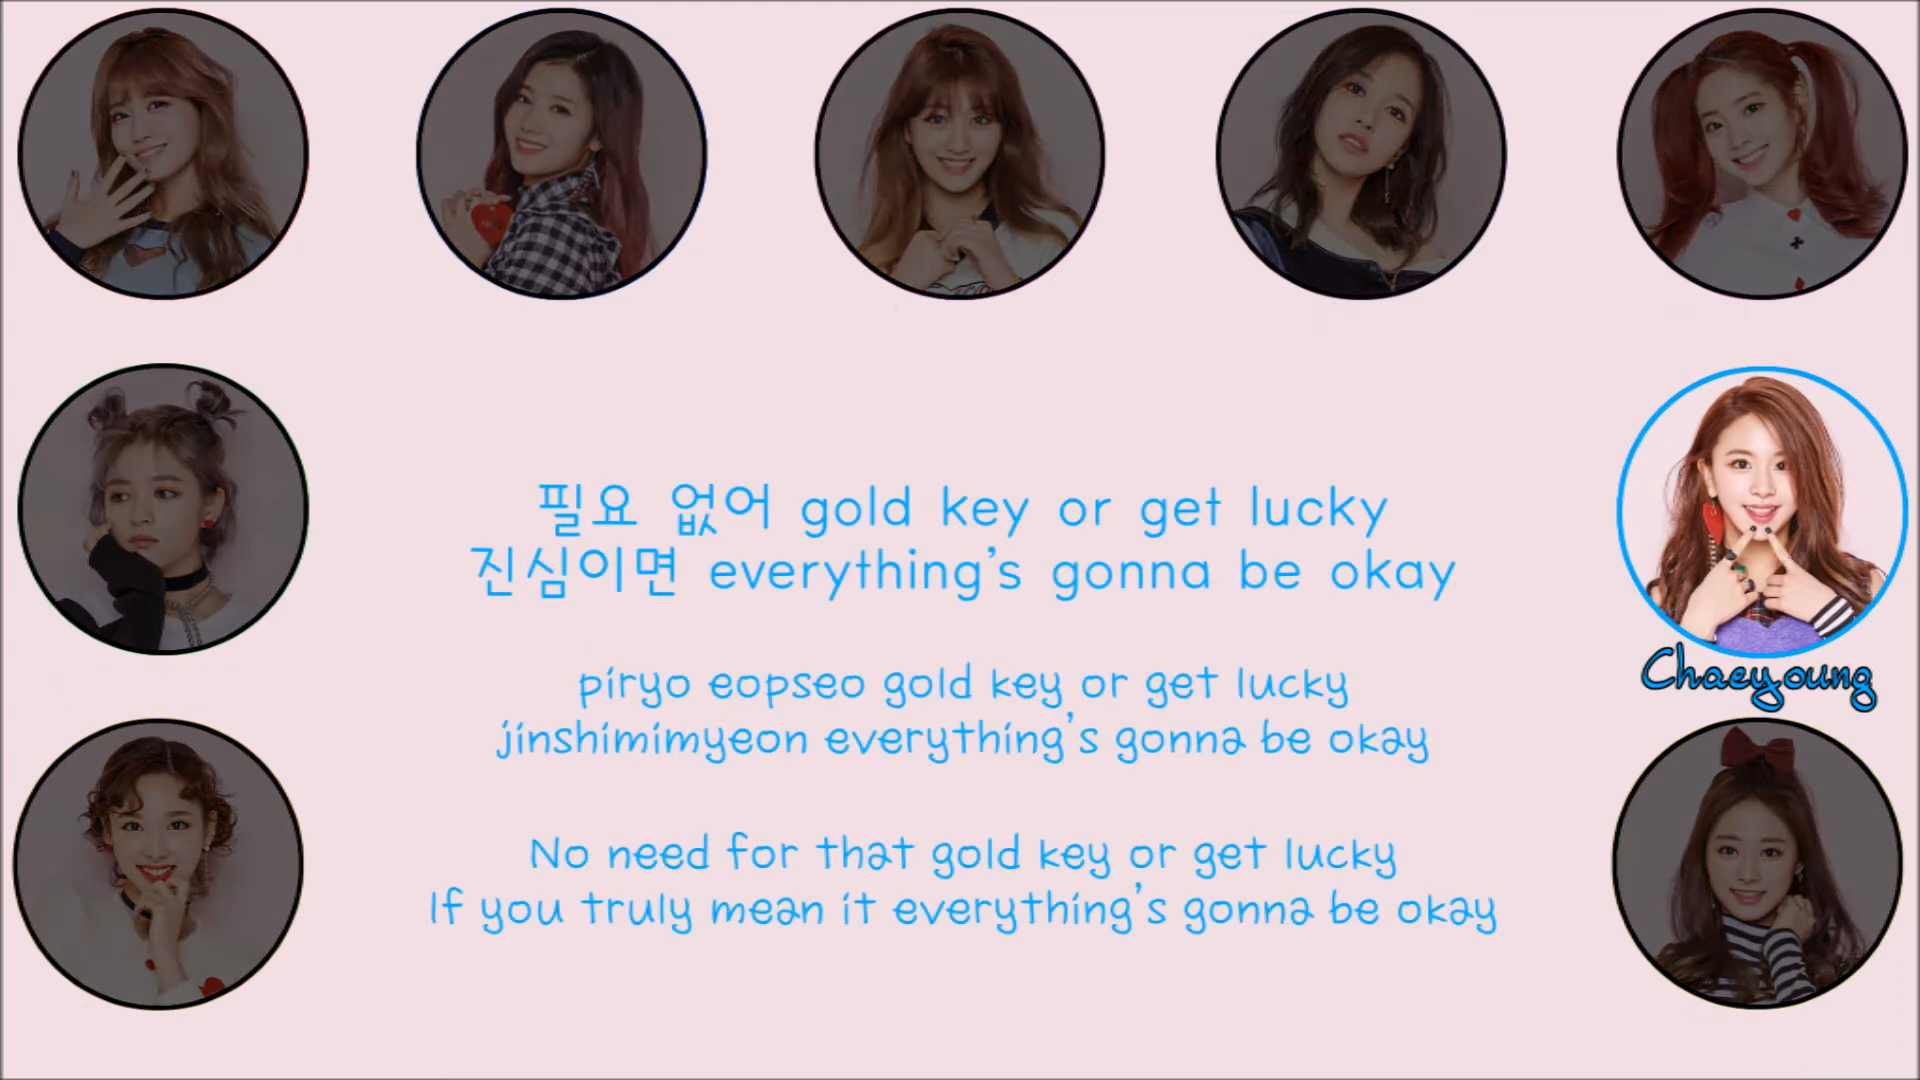 필요 없어 gold key or get lucky
진심이면 everything's gonna be okay
piryo eopseo gold key or get lucky
jinshimimyeon everything's gonna be okay
No need for that gold key or get lucky
If you truly mean it everything's gonna be okay
Chaeyoung